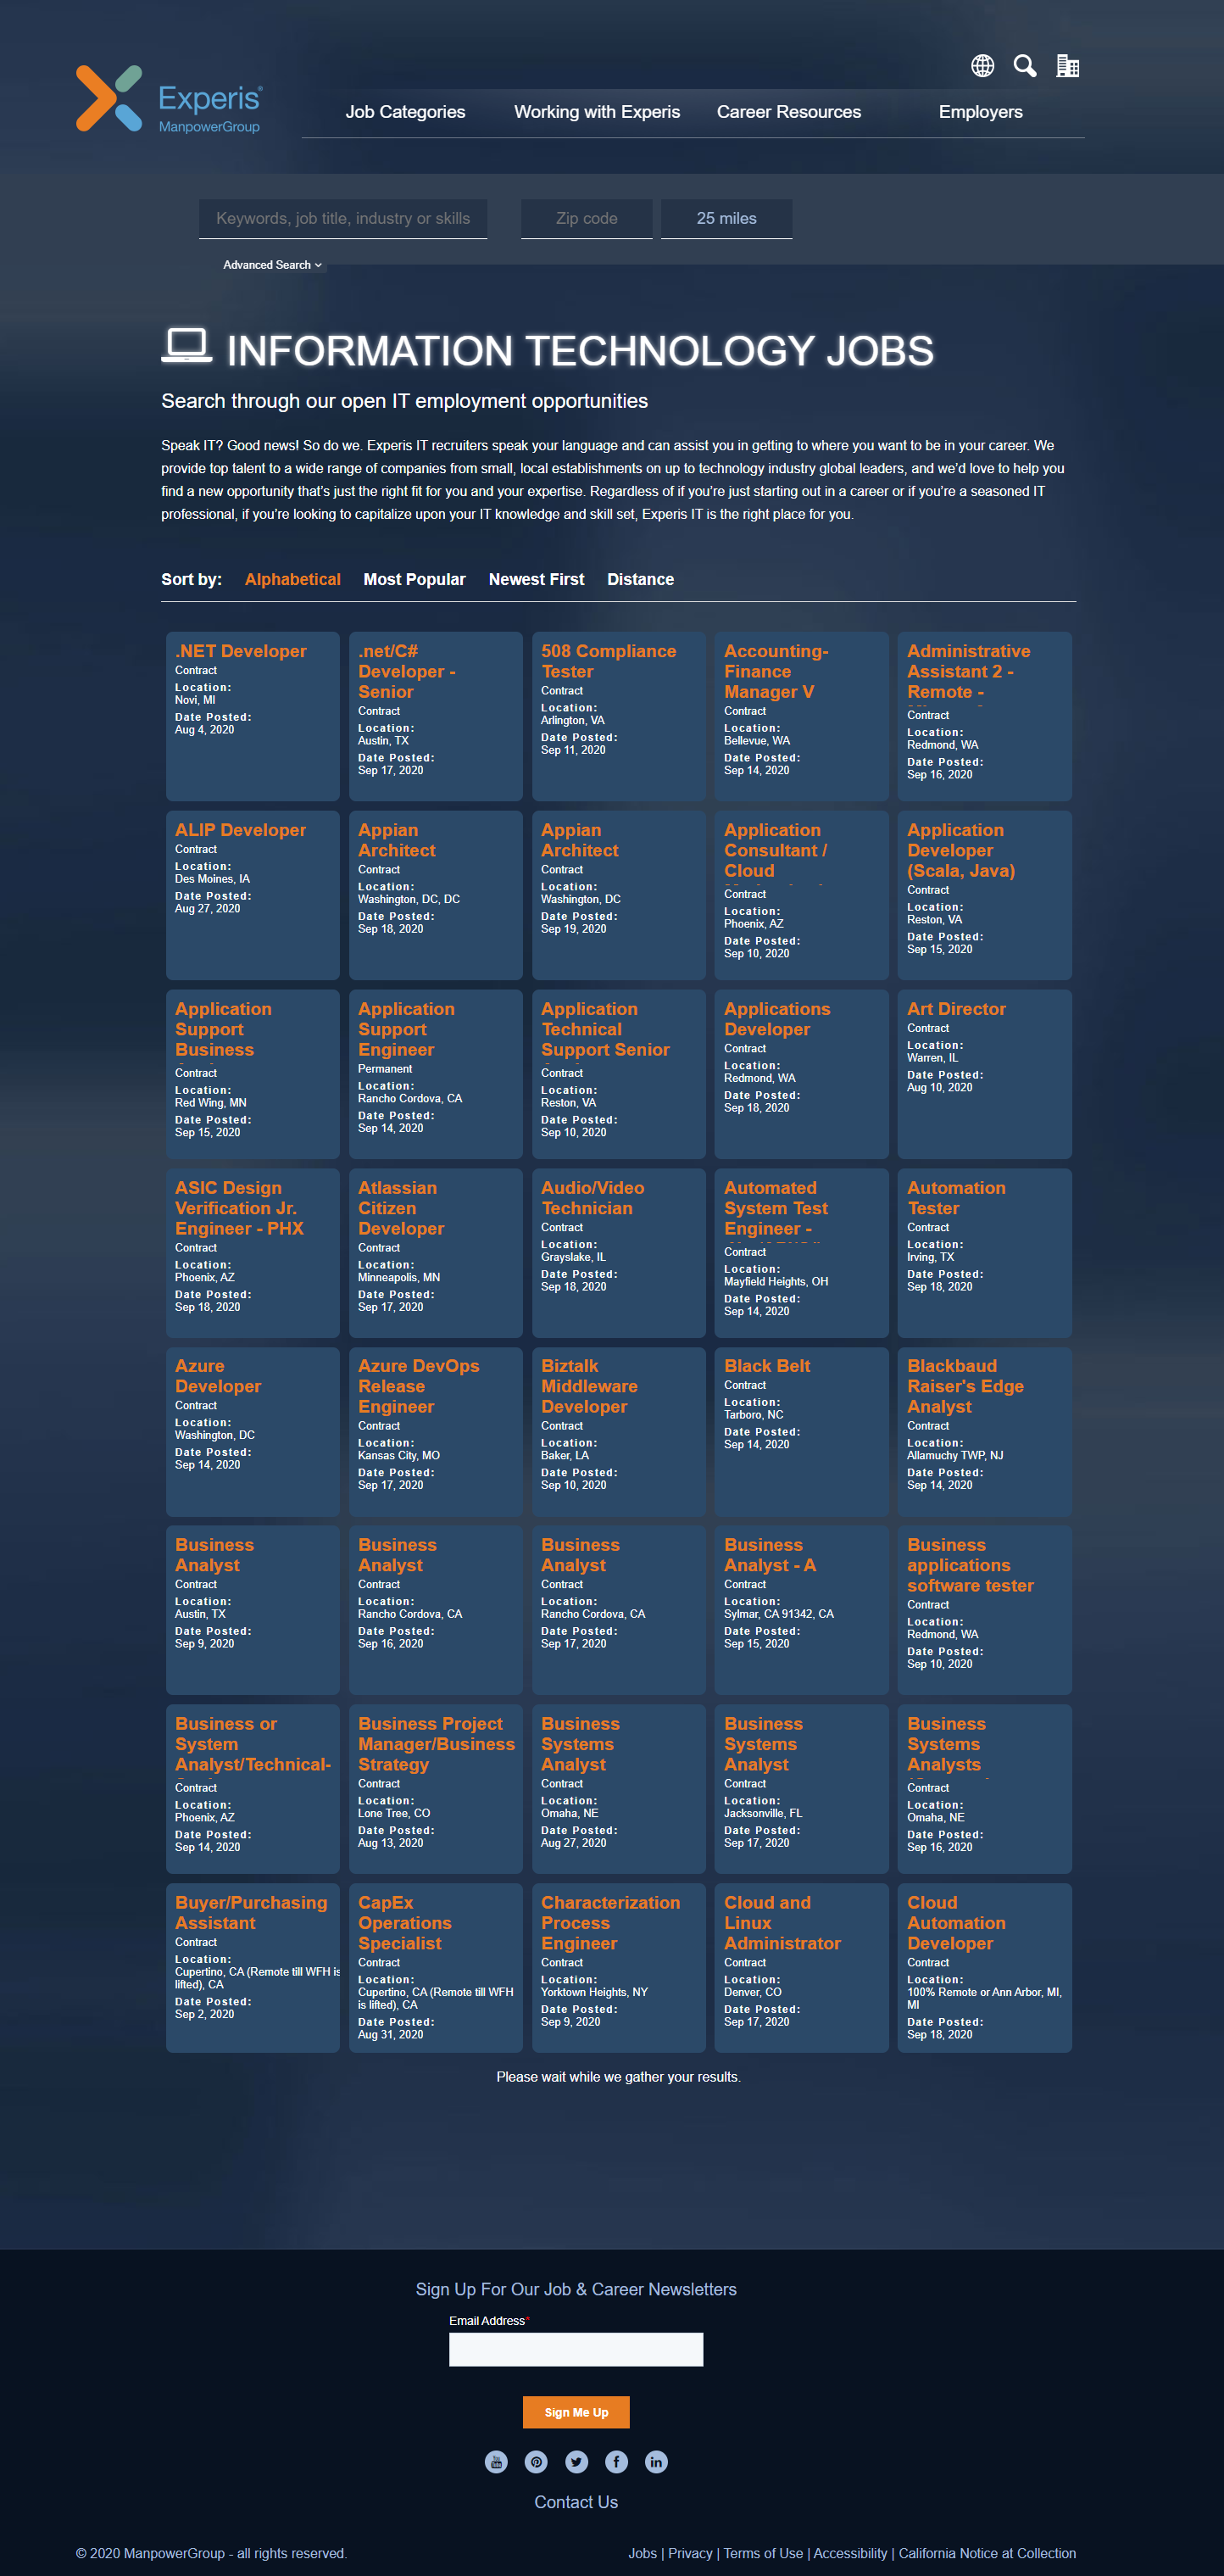 Experis®
ManpowerGroup
Job Categories
Working with Experis
Career Resources
Employers
Keywords, job title, industry or skills
Zip code
25 miles
Advanced Search
INFORMATION TECHNOLOGY JOBS
Search through our open IT employment opportunities
Speak IT? Good news! So do we. Experis IT recruiters speak your language and can assist you in getting to where you want to be in your career. We
provide top talent to a wide range of companies from small, local establishments on up to technology industry global leaders, and we'd love to help you
find a new opportunity that's just the right fit for you and your expertise. Regardless of if you're just starting out in a career or if you're a seasoned IT
professional, if you're looking to capitalize upon your IT knowledge and skill set, Experis IT is the right place for you.
Sort by: Alphabetical Most Popular Newest First Distance
.NET Developer
Contract
Location:
Novi, MI
Date Posted:
Aug 4, 2020
.net/C#
Developer -
Senior
Contract
Location:
Austin, TX
Date Posted:
Sep 17, 2020
508 Compliance
Tester
Contract
Location:
Arlington, VA
Date Posted:
Sep 11, 2020
Accounting-
Finance
Manager V
Contract
Location:
Bellevue, WA
Date Posted:
Sep 14, 2020
Administrative
Assistant 2 -
Remote -
Contract
Location:
Redmond, WA
Date Posted:
Sep 16, 2020
ALIP Developer
Contract
Location:
Des Moines, IA
Date Posted:
Aug 27, 2020
Appian
Architect
Contract
Location:
Washington, DC, DC
Date Posted:
Sep 18, 2020
Appian
Architect
Contract
Location:
Washington, DC
Date Posted:
Sep 19, 2020
Application
Consultant /
Cloud
Contract
Location:
Phoenix, AZ
Date Posted:
Sep 10, 2020
Application
Developer
(Scala, Java)
Contract
Location:
Reston, VA
Date Posted:
Sep 15, 2020
Application
Support
Business
Contract
Location:
Red Wing, MN
Date Posted:
Sep 15, 2020
Application
Support
Engineer
Permanent
Location:
Rancho Cordova, CA
Date Posted:
Sep 14, 2020
Application
Technical
Support Senior
Contract
Location:
Reston, VA
Date Posted:
Sep 10, 2020
Applications
Developer
Contract
Location:
Redmond, WA
Date Posted:
Sep 18, 2020
Art Director
Contract
Location:
Warren, IL
Date Posted:
Aug 10, 2020
ASIC Design
Verification Jr.
Engineer - PHX
Contract
Location:
Phoenix, AZ
Date Posted:
Sep 18, 2020
Atlassian
Citizen
Developer
Contract
Location:
Minneapolis, MN
Date Posted:
Sep 17, 2020
Audio/Video
Technician
Contract
Location:
Grayslake, IL
Date Posted:
Sep 18, 2020
Automated
System Test
Engineer -
Contract
Location:
Mayfield Heights, OH
Date Posted:
Sep 14, 2020
Automation
Tester
Contract
Location:
Irving, TX
Date Posted:
Sep 18, 2020
Azure
Developer
Contract
Location:
Washington, DC
Date Posted:
Sep 14, 2020
Azure DevOps
Release
Engineer
Contract
Location:
Kansas City, MO
Date Posted:
Sep 17, 2020
Biztalk
Middleware
Developer
Contract
Location:
Baker, LA
Date Posted:
Sep 10, 2020
Black Belt
Contract
Location:
Tarboro, NC
Date Posted:
Sep 14, 2020
Blackbaud
Raiser's Edge
Analyst
Contract
Location:
Allamuchy TWP, NJ
Date Posted:
Sep 14, 2020
Business
Analyst
Contract
Location:
Austin, TX
Date Posted:
Sep 9, 2020
Business
Analyst
Contract
Location:
Rancho Cordova, CA
Date Posted:
Sep 16, 2020
Business
Analyst
Contract
Location:
Rancho Cordova, CA
Date Posted:
Sep 17, 2020
Business
Analyst - A
Contract
Location:
Sylmar, CA 91342, CA
Date Posted:
Sep 15, 2020
Business
applications
software tester
Contract
Location:
Redmond, WA
Date Posted:
Sep 10, 2020
Business or
System
Analyst/Technical-
Contract
Location:
Phoenix, AZ
Date Posted:
Sep 14, 2020
Business Project
Manager/Business
Strategy
Contract
Location:
Lone Tree, CO
Date Posted:
Aug 13, 2020
Business
Systems
Analyst
Contract
Location:
Omaha, NE
Date Posted:
Aug 27, 2020
Business
Systems
Analyst
Contract
Location:
Jacksonville, FL
Date Posted:
Sep 17, 2020
Business
Systems
Analysts
Contract
Location:
Omaha, NE
Date Posted:
Sep 16, 2020
Buyer/Purchasing
Assistant
Contract
Location:
Cupertino, CA (Remote till WFH is
lifted), CA
Date Posted:
Sep 2, 2020
CapEx
Operations
Specialist
Contract
Location:
Cupertino, CA (Remote till WFH
is lifted), CA
Date Posted:
Aug 31, 2020
Characterization
Process
Engineer
Contract
Location:
Yorktown Heights, NY
Date Posted:
Sep 9, 2020
Cloud and
Linux
Administrator
Contract
Location:
Denver, CO
Date Posted:
Sep 17, 2020
Cloud
Automation
Developer
Contract
Location:
100% Remote or Ann Arbor, MI,
MI
Date Posted:
Sep 18, 2020
Please wait while we gather your results.
Sign Up For Our Job & Career Newsletters
Email Address*
Sign Me Up
Contact Us
© 2020 ManpowerGroup - all rights reserved.
Jobs | Privacy | Terms of Use | Accessibility | California Notice at Collection